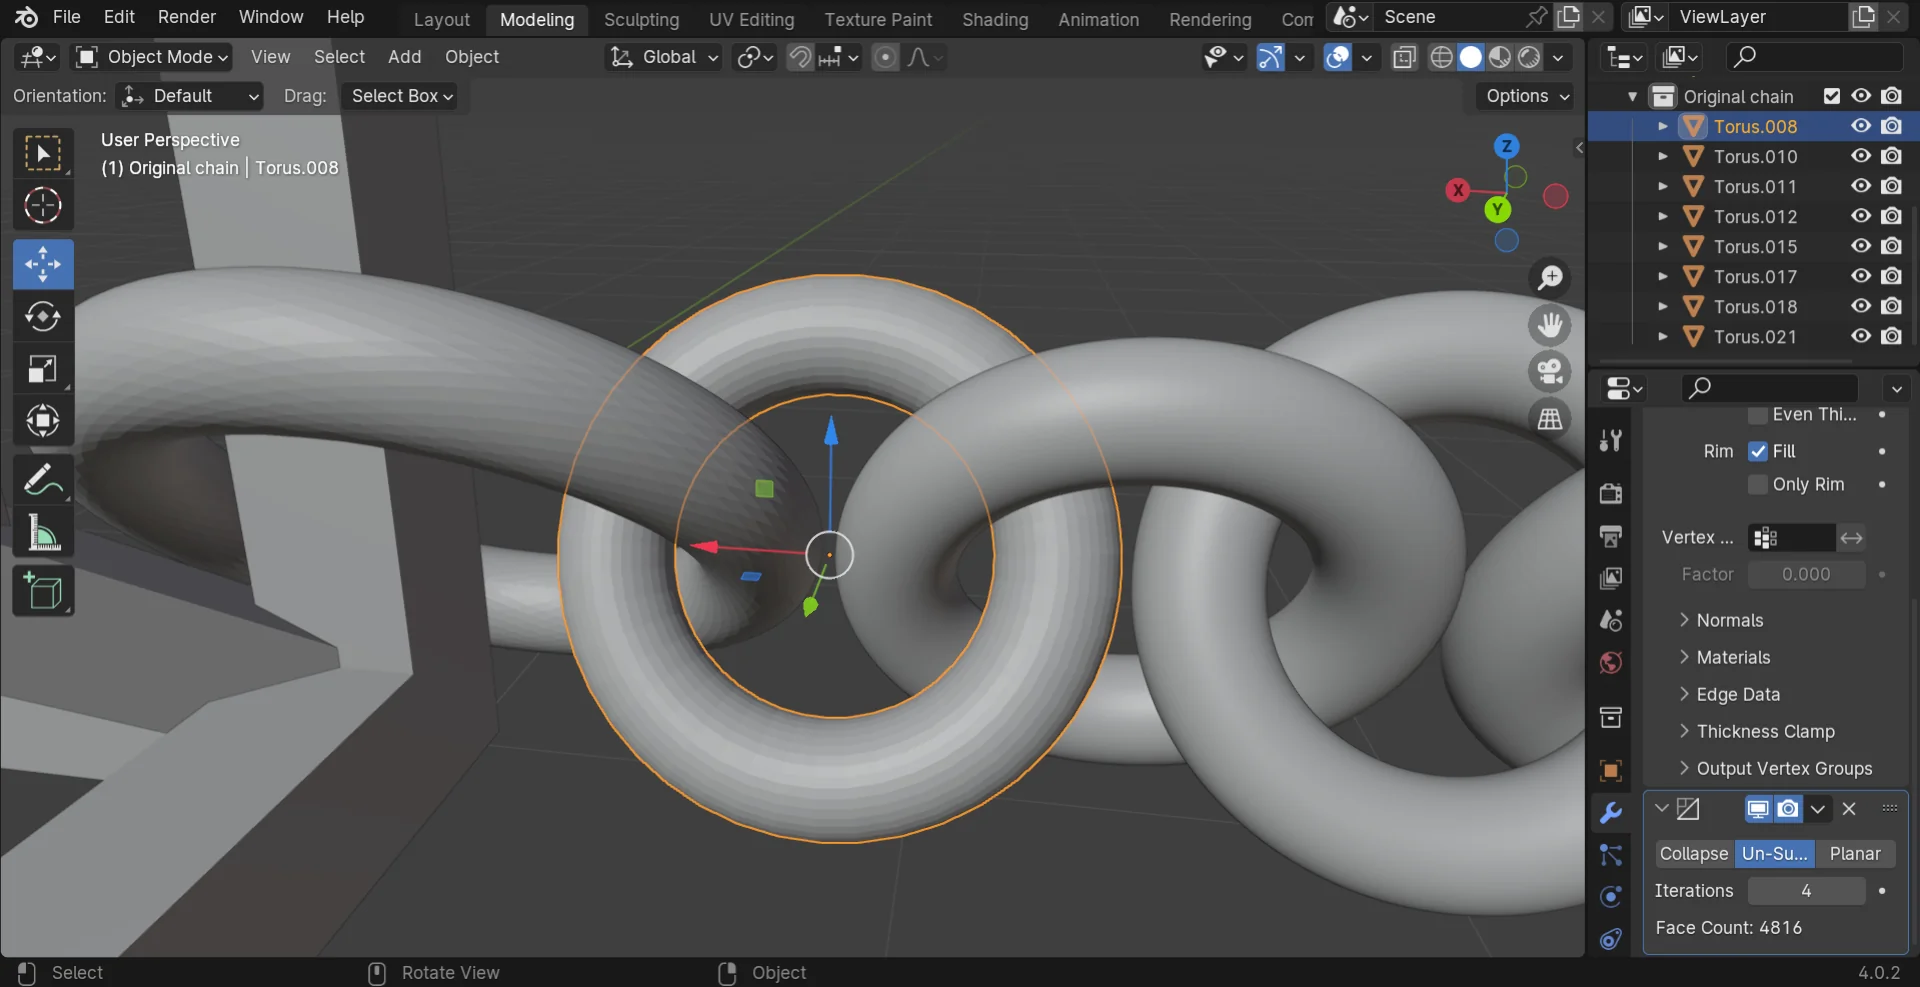 File Edit Render Window Help Layout Modeling Sculpting UV Editing Texture Paint Shading Animation Rendering Com Scene ViewLayer
Object Mode View Select Add Object Global
Orientation: Default Drag: Select Box Options
User Perspective
(1) Original chain | Torus.008
Z
X
Y
Original chain
Torus.008
Torus.010
Torus.011
Torus.012
Torus.015
Torus.017
Torus.018
Torus.021
Even Thi...
Rim Fill
Only Rim
Vertex ...
Factor 0.000
Normals
Materials
Edge Data
Thickness Clamp
Output Vertex Groups
Collapse Un-Su... Planar
Iterations 4
Face Count: 4816
Select Rotate View Object 4.0.2